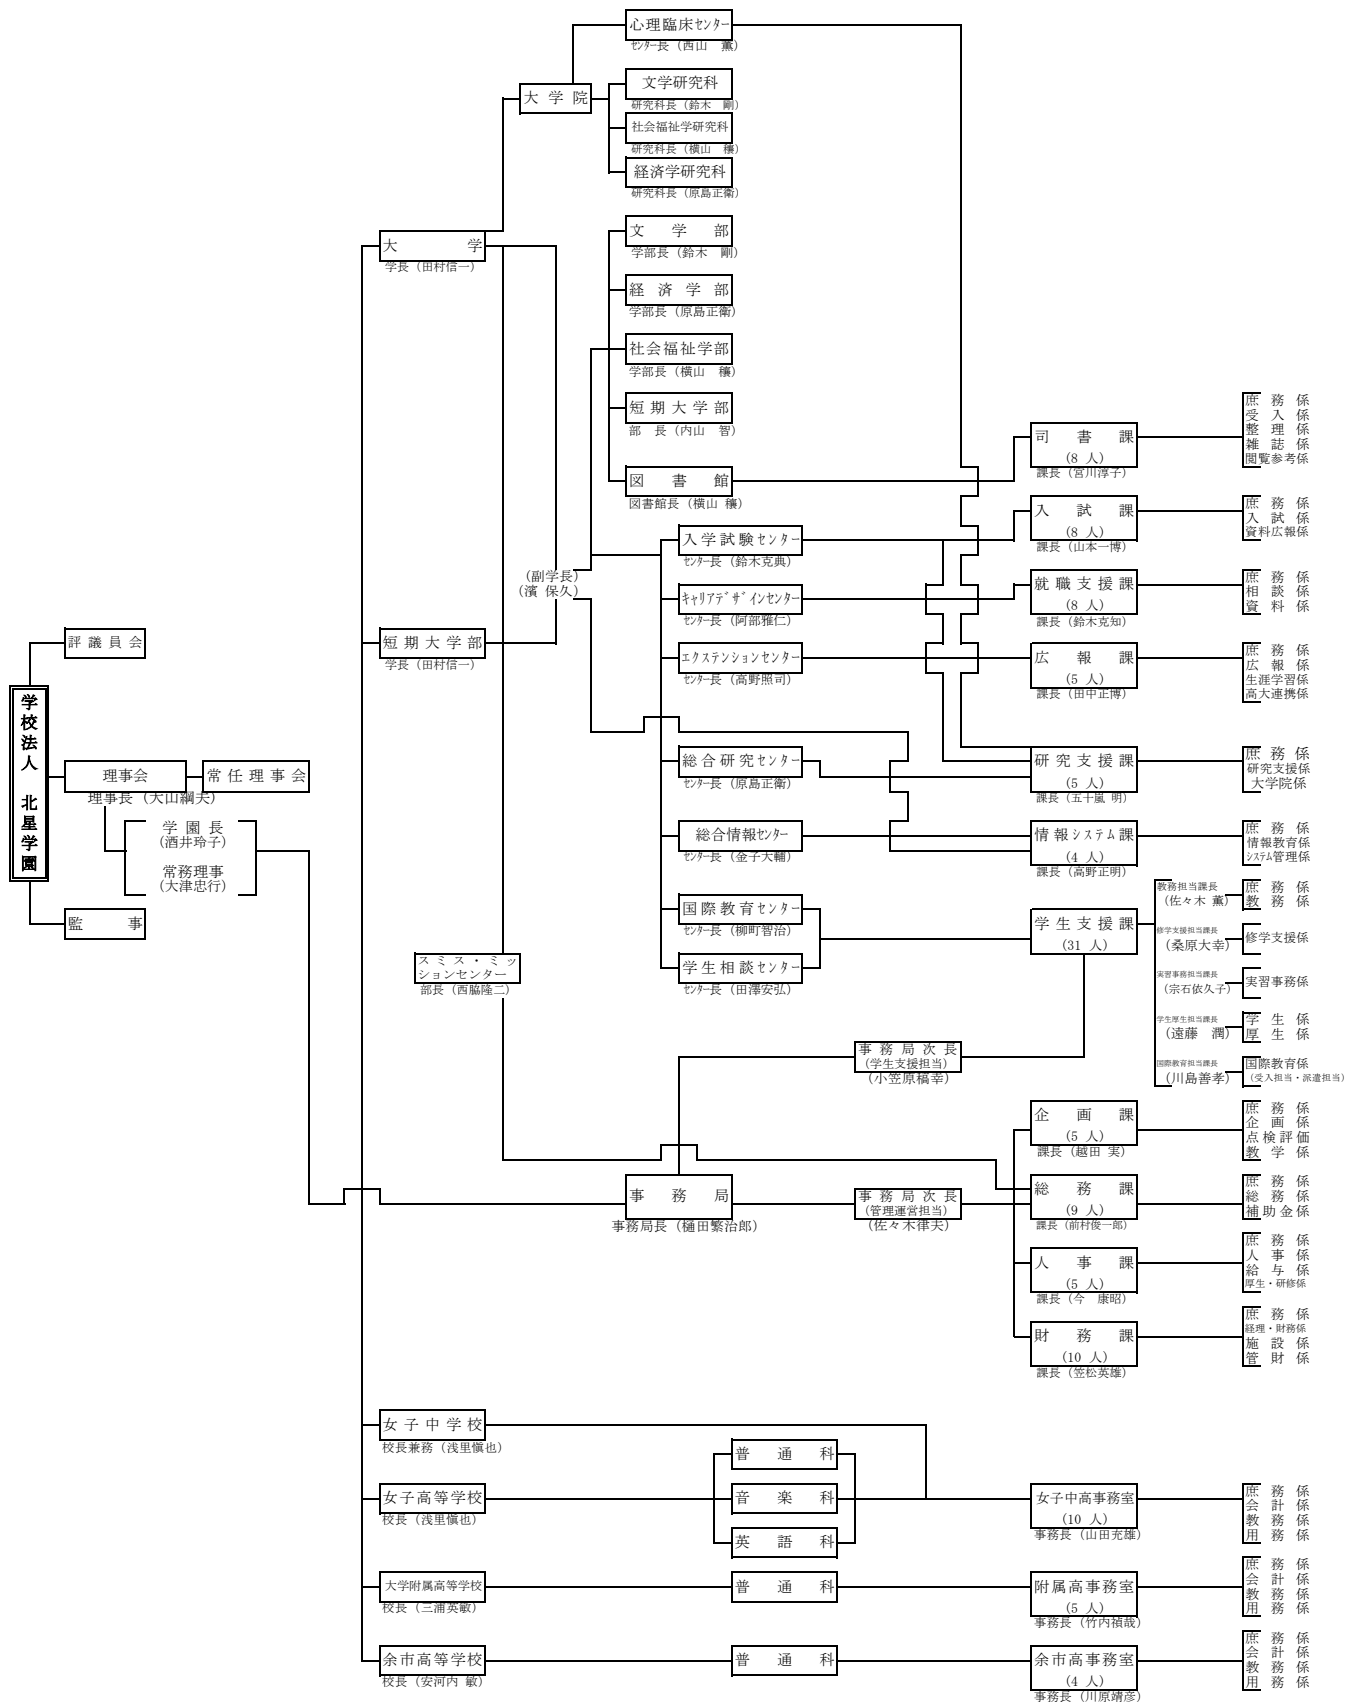 心理臨床センター
センター長（西山　薫）
大学院
文学研究科
研究科長（鈴木　剛）
社会福祉学研究科
研究科長（横山　穰）
経済学研究科
研究科長（原島正衛）
大学
学長（田村信一）
文学部
学部長（鈴木　剛）
経済学部
学部長（原島正衛）
社会福祉学部
学部長（横山　穰）
短期大学部
部　長（内山　智）
図書館
図書館長（横山 穰）
司書課
（8 人）
課長（宮川淳子）
庶務係
受入係
整理係
雑誌係
閲覧参考係
入学試験センター
センター長（鈴木克典）
入試課
（8 人）
課長（山本一博）
庶務係
入試係
資料広報係
（副学長）
（濱 保久）
キャリアデザインセンター
センター長（阿部雅仁）
就職支援課
（8 人）
課長（鈴木克知）
庶務係
相談係
資料係
評議員会
短期大学部
学長（田村信一）
エクステンションセンター
センター長（高野照司）
広報課
（5 人）
課長（田中正博）
庶務係
広報係
生涯学習係
高大連携係
学校法人　北星学園
理事会
理事長（大山綱夫）
常任理事会
学園長
（酒井玲子）
常務理事
（大津忠行）
監事
総合研究センター
センター長（原島正衛）
研究支援課
（5 人）
課長（五十嵐 明）
庶務係
研究支援係
大学院係
総合情報センター
センター長（金子大輔）
情報システム課
（4 人）
課長（高野正明）
庶務係
情報教育係
システム管理係
国際教育センター
センター長（柳町智治）
学生相談センター
センター長（田澤安弘）
学生支援課
（31 人）
教務担当課長
（佐々木 薫）
庶務係
教務係
修学支援担当課長
（桑原大幸）
修学支援係
実習事務担当課長
（宗石依久子）
実習事務係
学生厚生担当課長
（遠藤　潤）
学生係
厚生係
国際教育担当課長
（川島善孝）
国際教育係
（受入担当・派遣担当）
スミス・ミッ
ションセンター
部長（西脇隆二）
事務局次長
（学生支援担当）
（小笠原槁幸）
企画課
（5 人）
課長（越田 実）
庶務係
企画係
点検評価
教学係
事務局
事務局長（樋田繁治郎）
事務局次長
（管理運営担当）
（佐々木律夫）
総務課
（9 人）
課長（前村俊一郎）
庶務係
総務係
補助金係
人事課
（5 人）
課長（今　康昭）
庶務係
人事係
給与係
厚生・研修係
財務課
（10 人）
課長（笠松英雄）
庶務係
経理・財務係
施設係
管財係
女子中学校
校長兼務（浅里愼也）
女子高等学校
校長（浅里愼也）
普通科
音楽科
英語科
女子中高事務室
（10 人）
事務長（山田充雄）
庶務係
会計係
教務係
用務係
大学附属高等学校
校長（三浦英敏）
普通科
附属高事務室
（5 人）
事務長（竹内禎哉）
庶務係
会計係
教務係
用務係
余市高等学校
校長（安河内 敏）
普通科
余市高事務室
（4 人）
事務長（川原靖彦）
庶務係
会計係
教務係
用務係